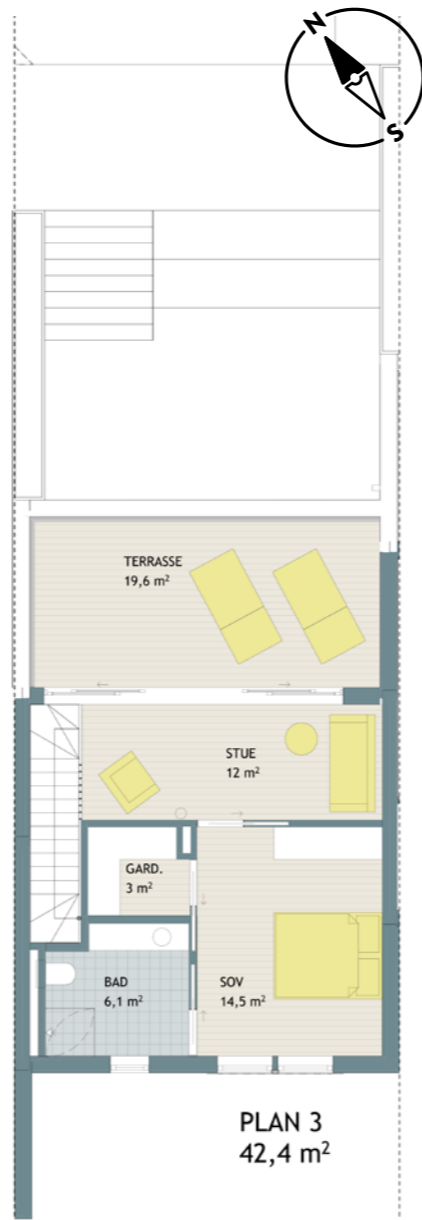 N
S
TERRASSE
19,6 m²
STUE
12 m²
GARD.
3 m²
BAD
6,1 m²
SOV
14,5 m²
PLAN 3
42,4 m²